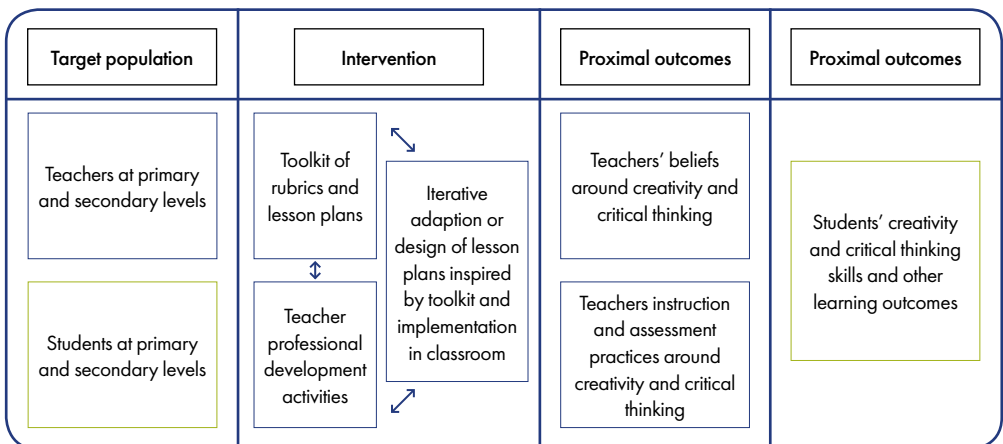 Target population
Intervention
Proximal outcomes
Proximal outcomes
Teachers at primary
and secondary levels
Students at primary
and secondary levels
Toolkit of
rubrics and
lesson plans
Teacher
professional
development
activities
Iterative
adaption or
design of lesson
plans inspired
by toolkit and
implementation
in classroom
Teachers' beliefs
around creativity and
critical thinking
Teachers instruction
and assessment
practices around
creativity and critical
thinking
Students' creativity
and critical thinking
skills and other
learning outcomes